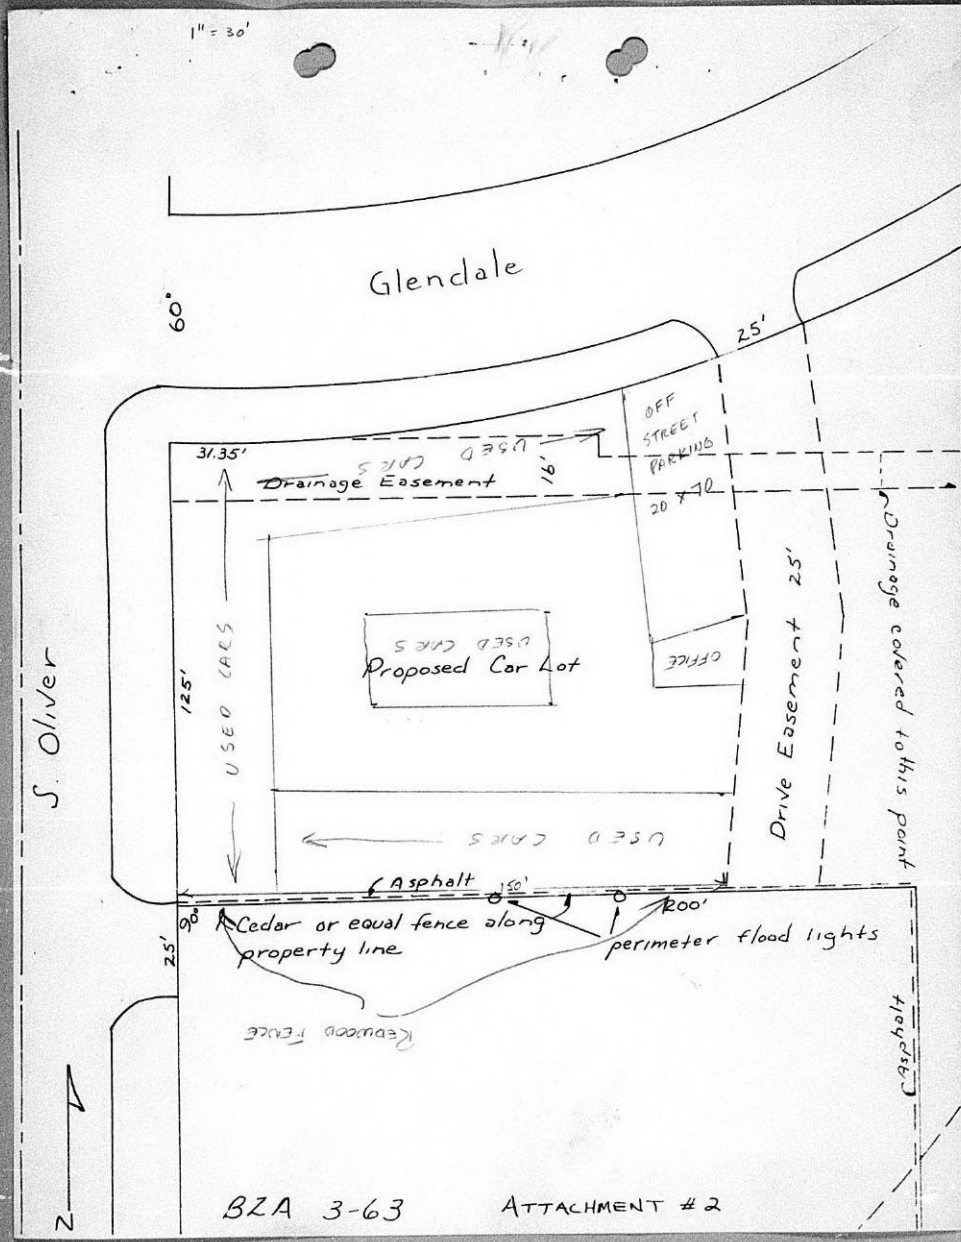 1" = 30'
Glendale
60°
25'
OFF
STREET
PARKING
20 x 70
31.35'
USED CARS
16'
Drainage Easement
Drainage covered to this point
USED CARS
125'
S. Oliver
USED CARS
Proposed Car Lot
OFFICE
Drive Easement 25'
USED CARS
Asphalt
150'
90°
200'
Cedar or equal fence along
property line
perimeter flood lights
25'
REDWOOD FENCE
Asphalt
N
BZA 3-63
ATTACHMENT #2